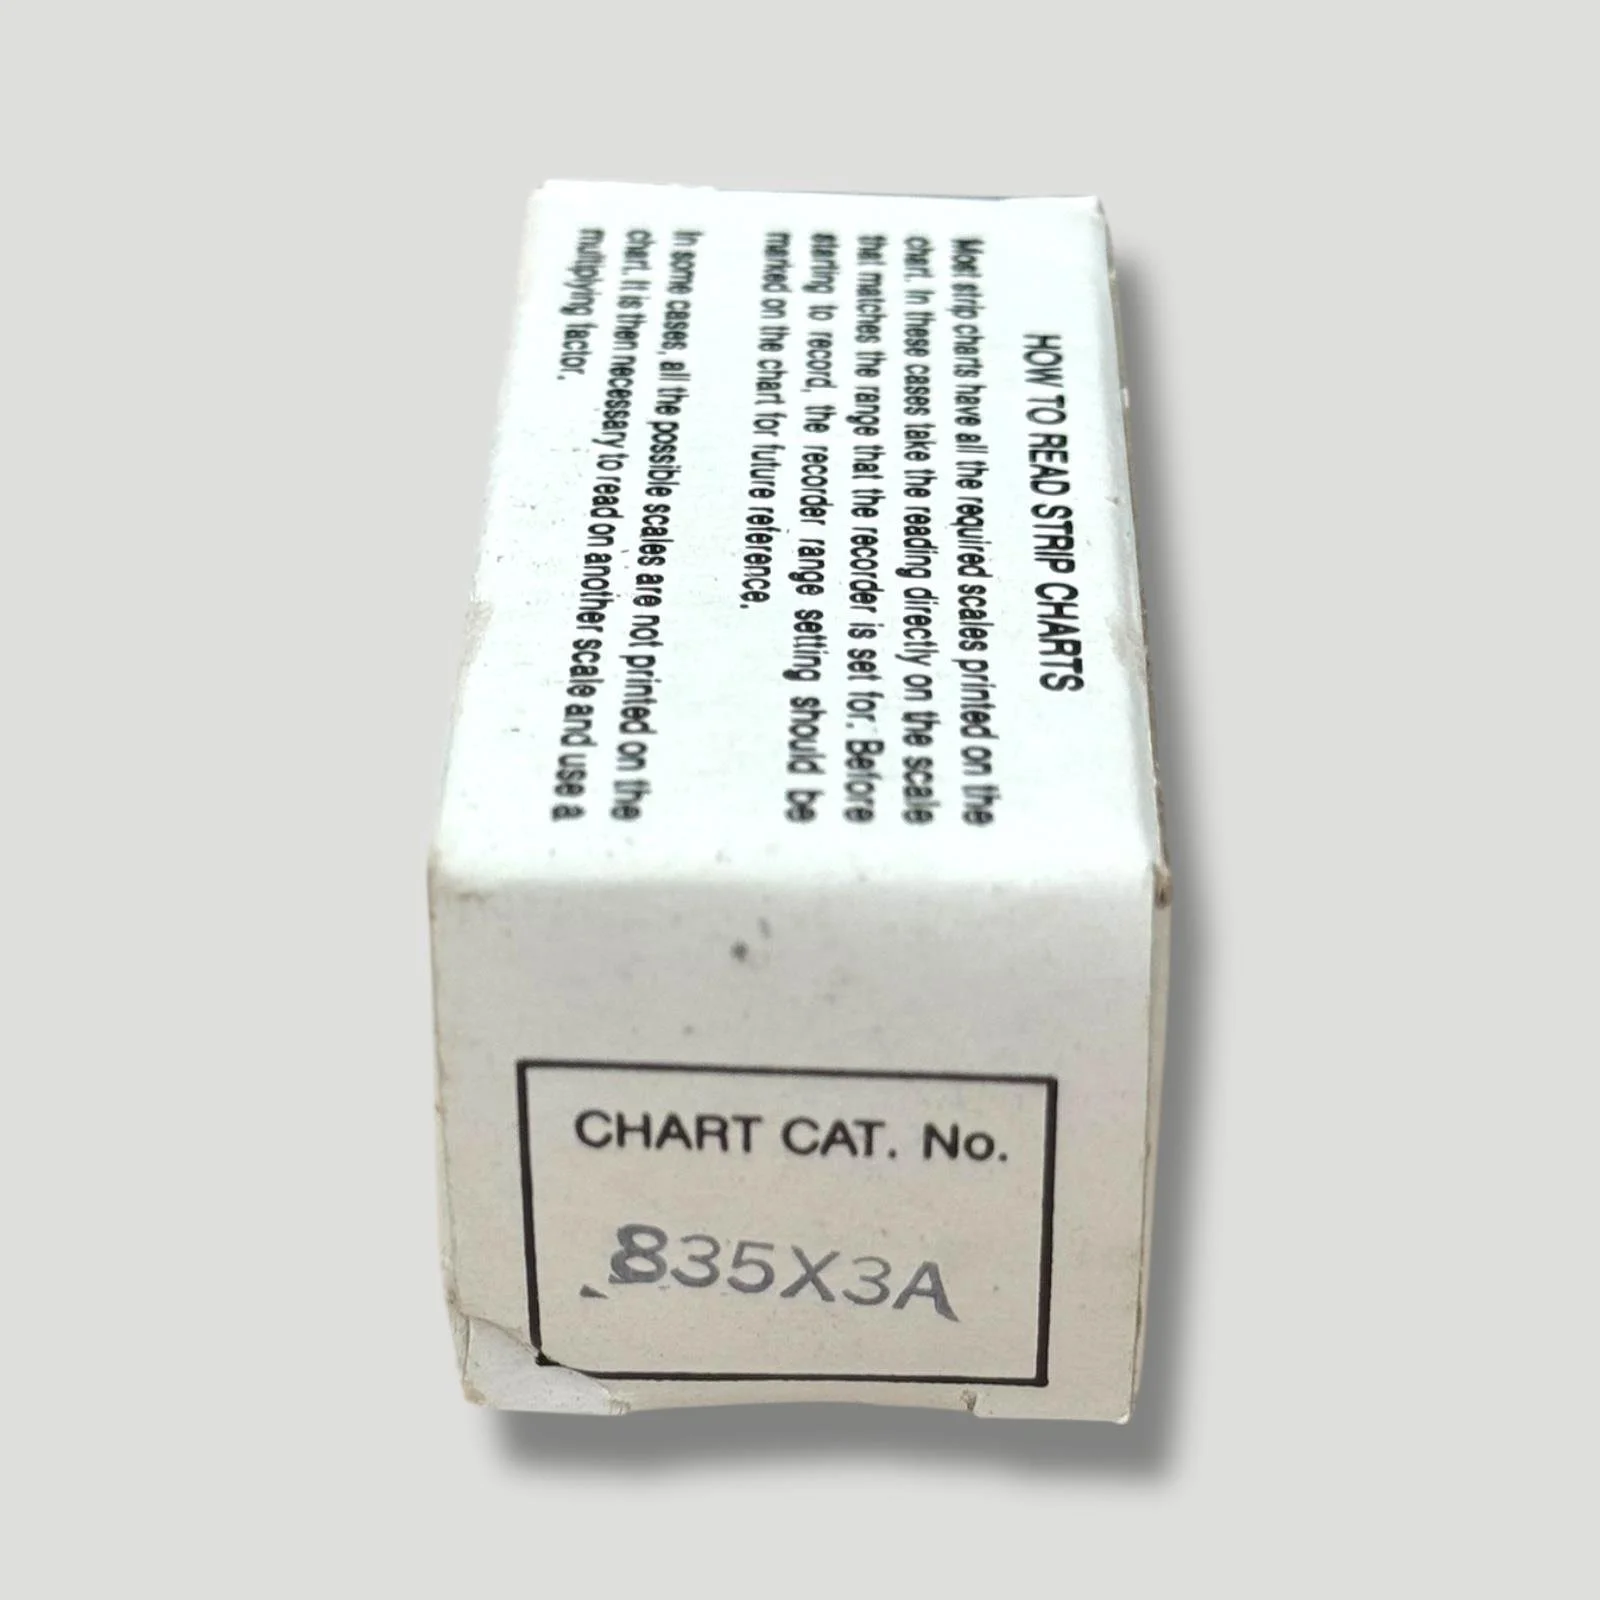 HOW TO READ STRIP CHARTS
Most strip charts have all the required scales printed on the
chart. In these cases take the reading directly on the scale
that matches the range that the recorder is set for. Before
starting to record, the recorder range setting should be
marked on the chart for future reference.
In some cases, all the possible scales are not printed on the
chart. It is then necessary to read on another scale and use a
multiplying factor.
CHART CAT. No.
835X3A